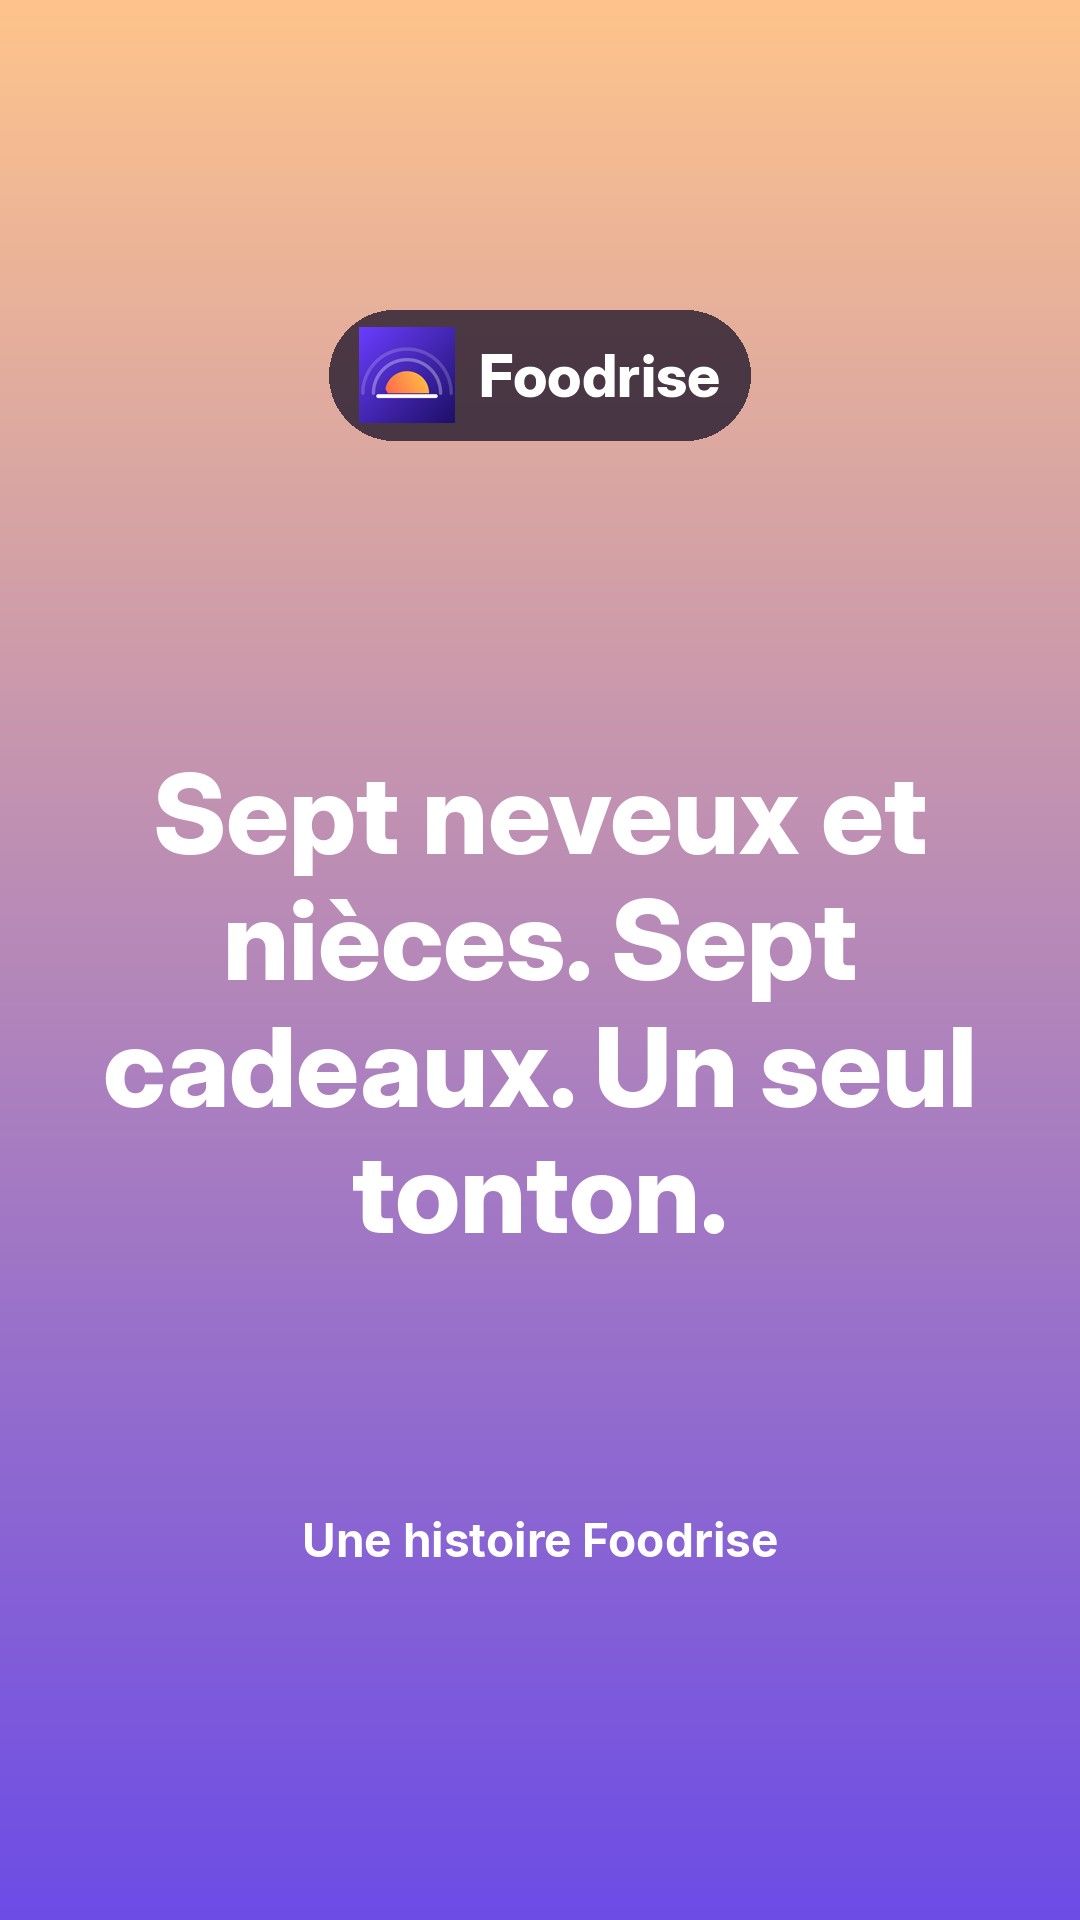 Foodrise
Sept neveux et
nièces. Sept
cadeaux. Un seul
tonton.
Une histoire Foodrise